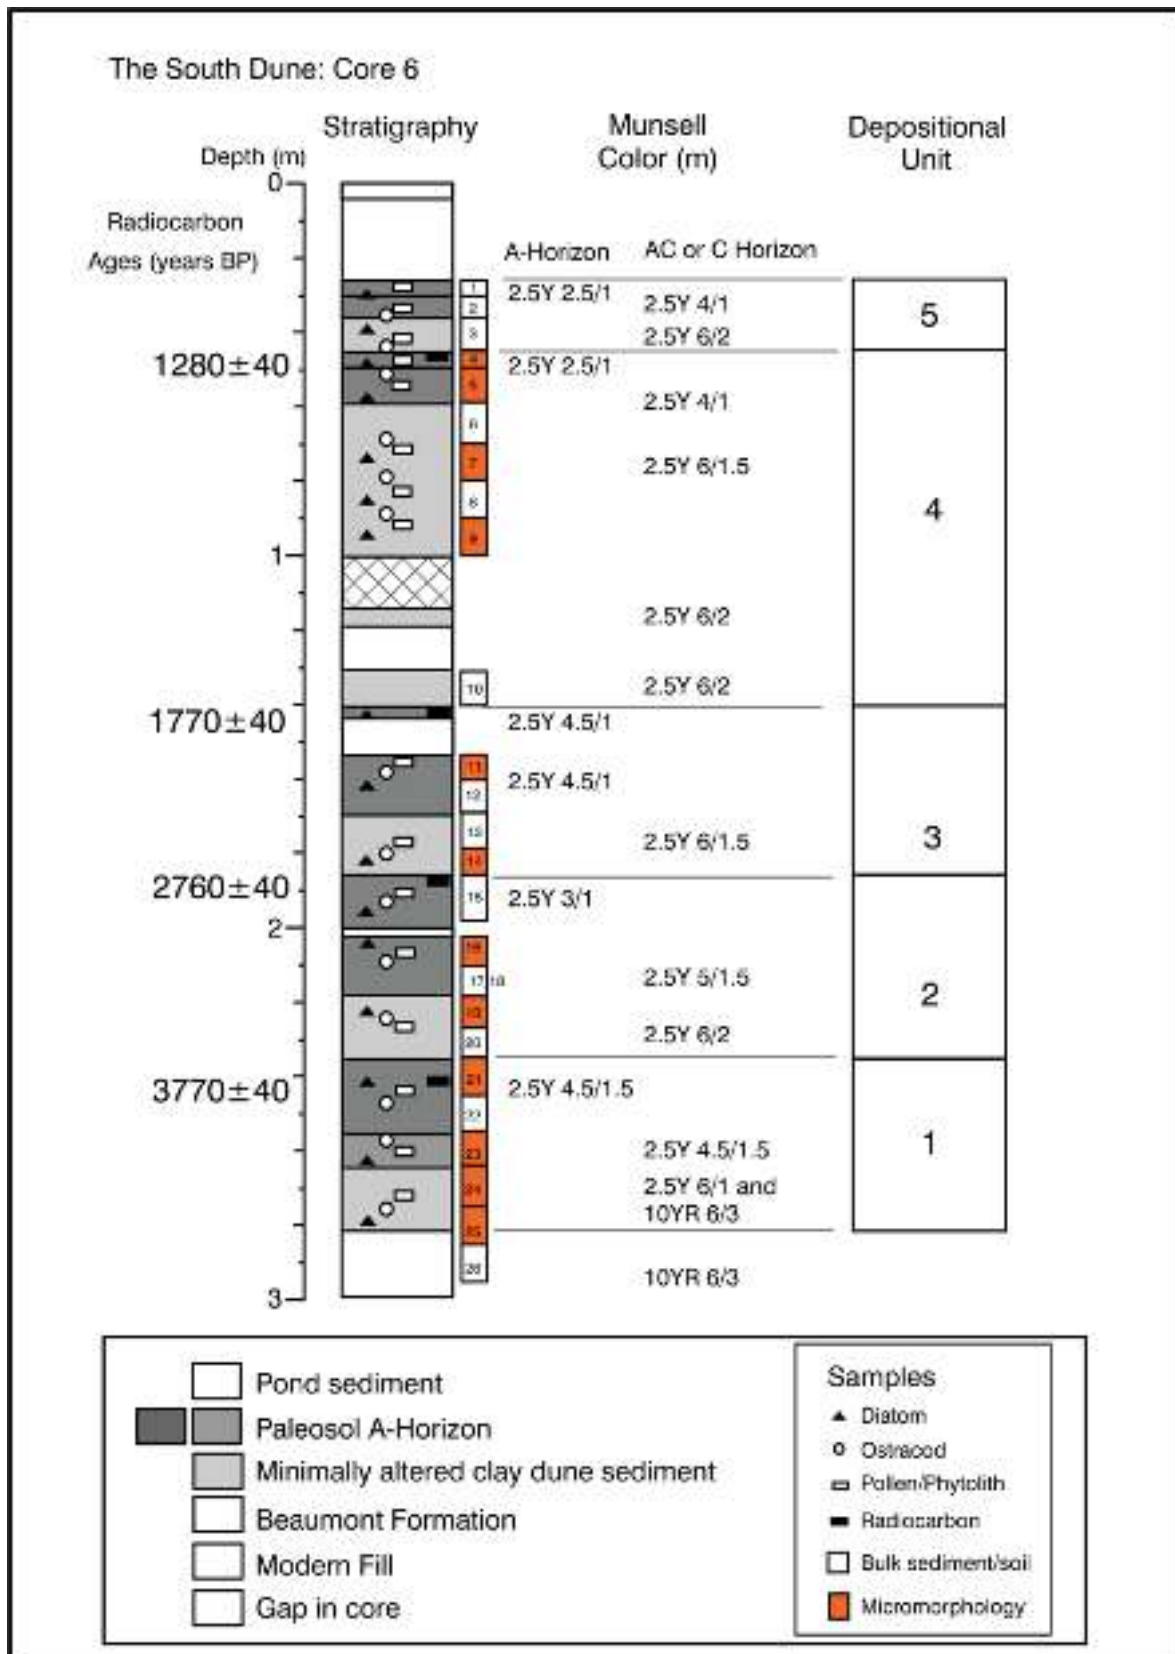 The South Dune: Core 6
Stratigraphy
Munsell
Color (m)
Depositional
Unit
Depth (m)
0
Radiocarbon
Ages (years BP)
A-Horizon
AC or C Horizon
1
2.5Y 2.5/1
2
2.5Y 4/1
5
3
2.5Y 6/2
1280±40
4
2.5Y 2.5/1
5
2.5Y 4/1
6
7
2.5Y 6/1.5
8
4
9
1
2.5Y 6/2
10
2.5Y 6/2
1770±40
2.5Y 4.5/1
11
2.5Y 4.5/1
12
13
2.5Y 6/1.5
3
14
2760±40
15
2.5Y 3/1
2
16
17 18
2.5Y 5/1.5
2
19
20
2.5Y 6/2
21
3770±40
2.5Y 4.5/1.5
22
23
2.5Y 4.5/1.5
1
24
2.5Y 6/1 and
10YR 6/3
25
26
10YR 6/3
3
Pond sediment
Paleosol A-Horizon
Minimally altered clay dune sediment
Beaumont Formation
Modern Fill
Gap in core
Samples
Diatom
Ostracod
Pollen/Phytolith
Radiocarbon
Bulk sediment/soil
Micromorphology